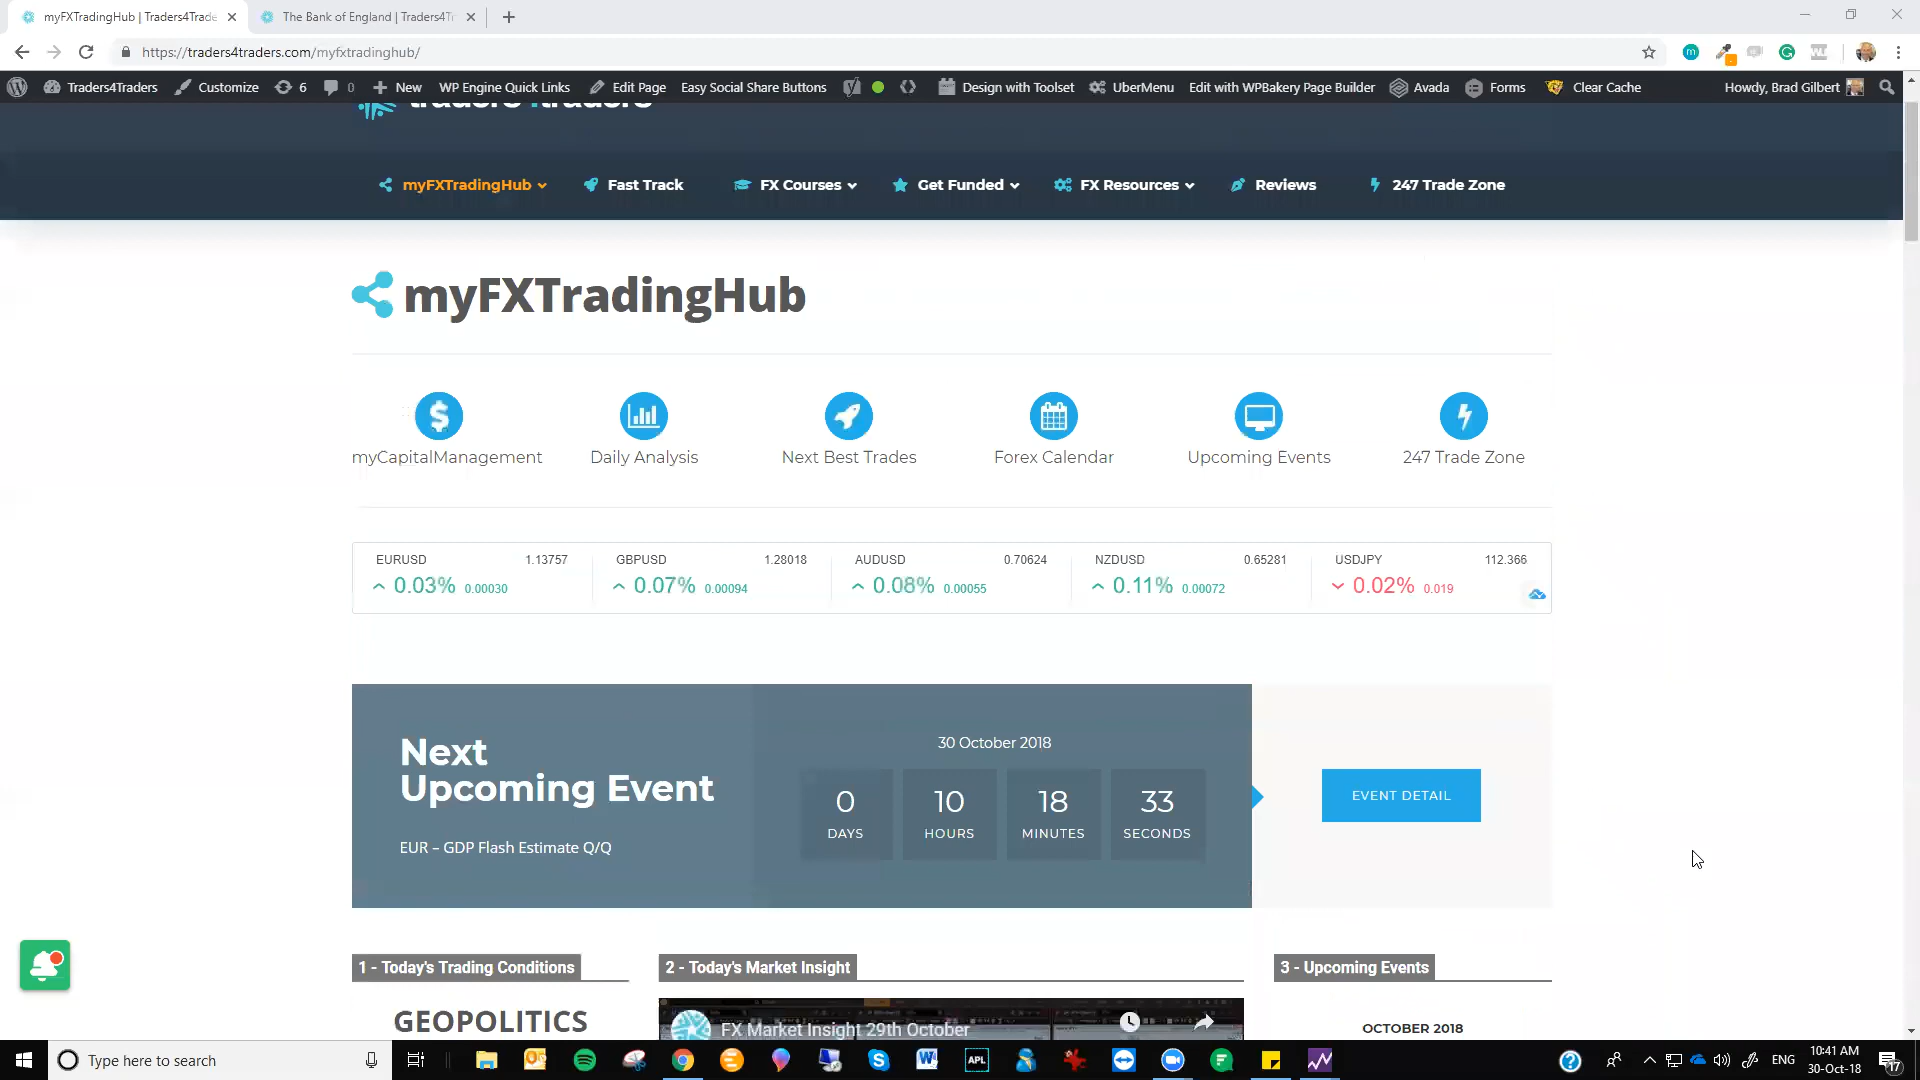 myFXTradingHub | Traders4Trade
The Bank of England | Traders4Tr
https://traders4traders.com/myfxtradinghub/
Traders4Traders
Customize
6
0
New
WP Engine Quick Links
Edit Page
Easy Social Share Buttons
Design with Toolset
UberMenu
Edit with WPBakery Page Builder
Avada
Forms
Clear Cache
Howdy, Brad Gilbert
traders4traders
myFXTradingHub
Fast Track
FX Courses
Get Funded
FX Resources
Reviews
247 Trade Zone
myFXTradingHub
myCapitalManagement
Daily Analysis
Next Best Trades
Forex Calendar
Upcoming Events
247 Trade Zone
EURUSD 1.13757
0.03% 0.00030
GBPUSD 1.28018
0.07% 0.00094
AUDUSD 0.70624
0.08% 0.00055
NZDUSD 0.65281
0.11% 0.00072
USDJPY 112.366
0.02% 0.019
Next
Upcoming Event
EUR – GDP Flash Estimate Q/Q
30 October 2018
0 10 18 33
DAYS HOURS MINUTES SECONDS
EVENT DETAIL
1 - Today's Trading Conditions
GEOPOLITICS
2 - Today's Market Insight
FX Market Insight 29th October
3 - Upcoming Events
OCTOBER 2018
Type here to search
APL
ENG
10:41 AM
30-Oct-18
17